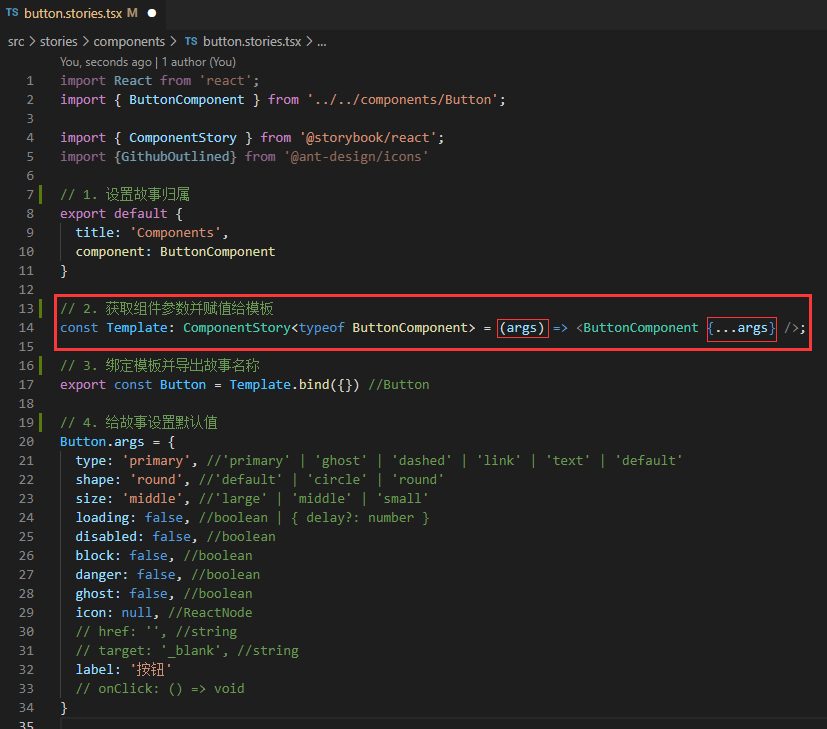 TS button.stories.tsx M ●
src > stories > components > TS button.stories.tsx > ...
You, seconds ago | 1 author (You)
1 import React from 'react';
2 import { ButtonComponent } from '../../components/Button';
3
4 import { ComponentStory } from '@storybook/react';
5 import {GithubOutlined} from '@ant-design/icons'
6
7 // 1. 设置故事归属
8 export default {
9   title: 'Components',
10   component: ButtonComponent
11 }
12
13 // 2. 获取组件参数并赋值给模板
14 const Template: ComponentStory<typeof ButtonComponent> = (args) => <ButtonComponent {...args} />;
15
16 // 3. 绑定模板并导出故事名称
17 export const Button = Template.bind({}) //Button
18
19 // 4. 给故事设置默认值
20 Button.args = {
21   type: 'primary', //'primary' | 'ghost' | 'dashed' | 'link' | 'text' | 'default'
22   shape: 'round', //'default' | 'circle' | 'round'
23   size: 'middle', //'large' | 'middle' | 'small'
24   loading: false, //boolean | { delay?: number }
25   disabled: false, //boolean
26   block: false, //boolean
27   danger: false, //boolean
28   ghost: false, //boolean
29   icon: null, //ReactNode
30   // href: '', //string
31   // target: '_blank', //string
32   label: '按钮'
33   // onClick: () => void
34 }
35